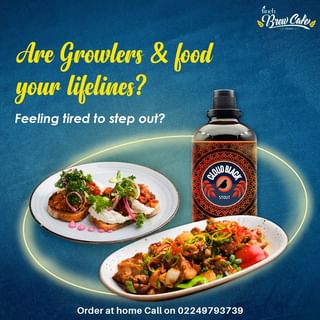 finch
Brew Cafe
Are Growlers & food
your lifelines?
Feeling tired to step out?
CLOUD BLACK
STOUT
Order at home Call on 02249793739